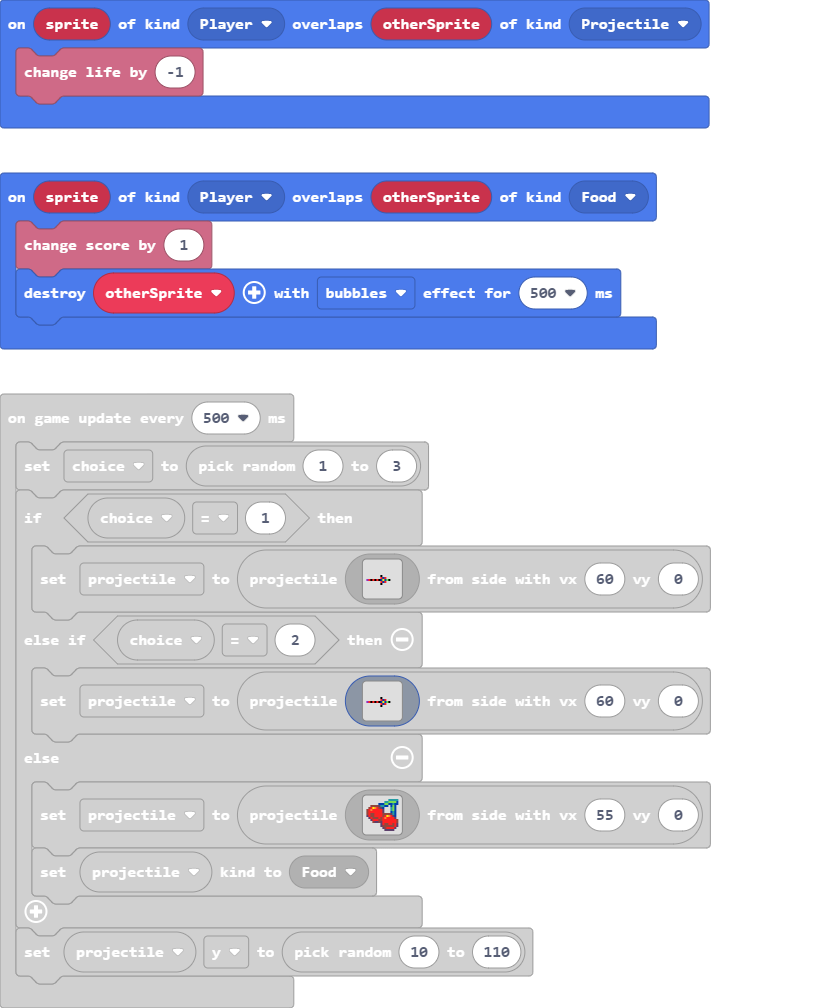 on sprite of kind Player overlaps otherSprite of kind Projectile
change life by -1
on sprite of kind Player overlaps otherSprite of kind Food
change score by 1
destroy otherSprite with bubbles effect for 500 ms
on game update every 500 ms
set choice to pick random 1 to 3
if choice = 1 then
set projectile to projectile from side with vx 60 vy 0
else if choice = 2 then
set projectile to projectile from side with vx 60 vy 0
else
set projectile to projectile from side with vx 55 vy 0
set projectile kind to Food
set projectile y to pick random 10 to 110